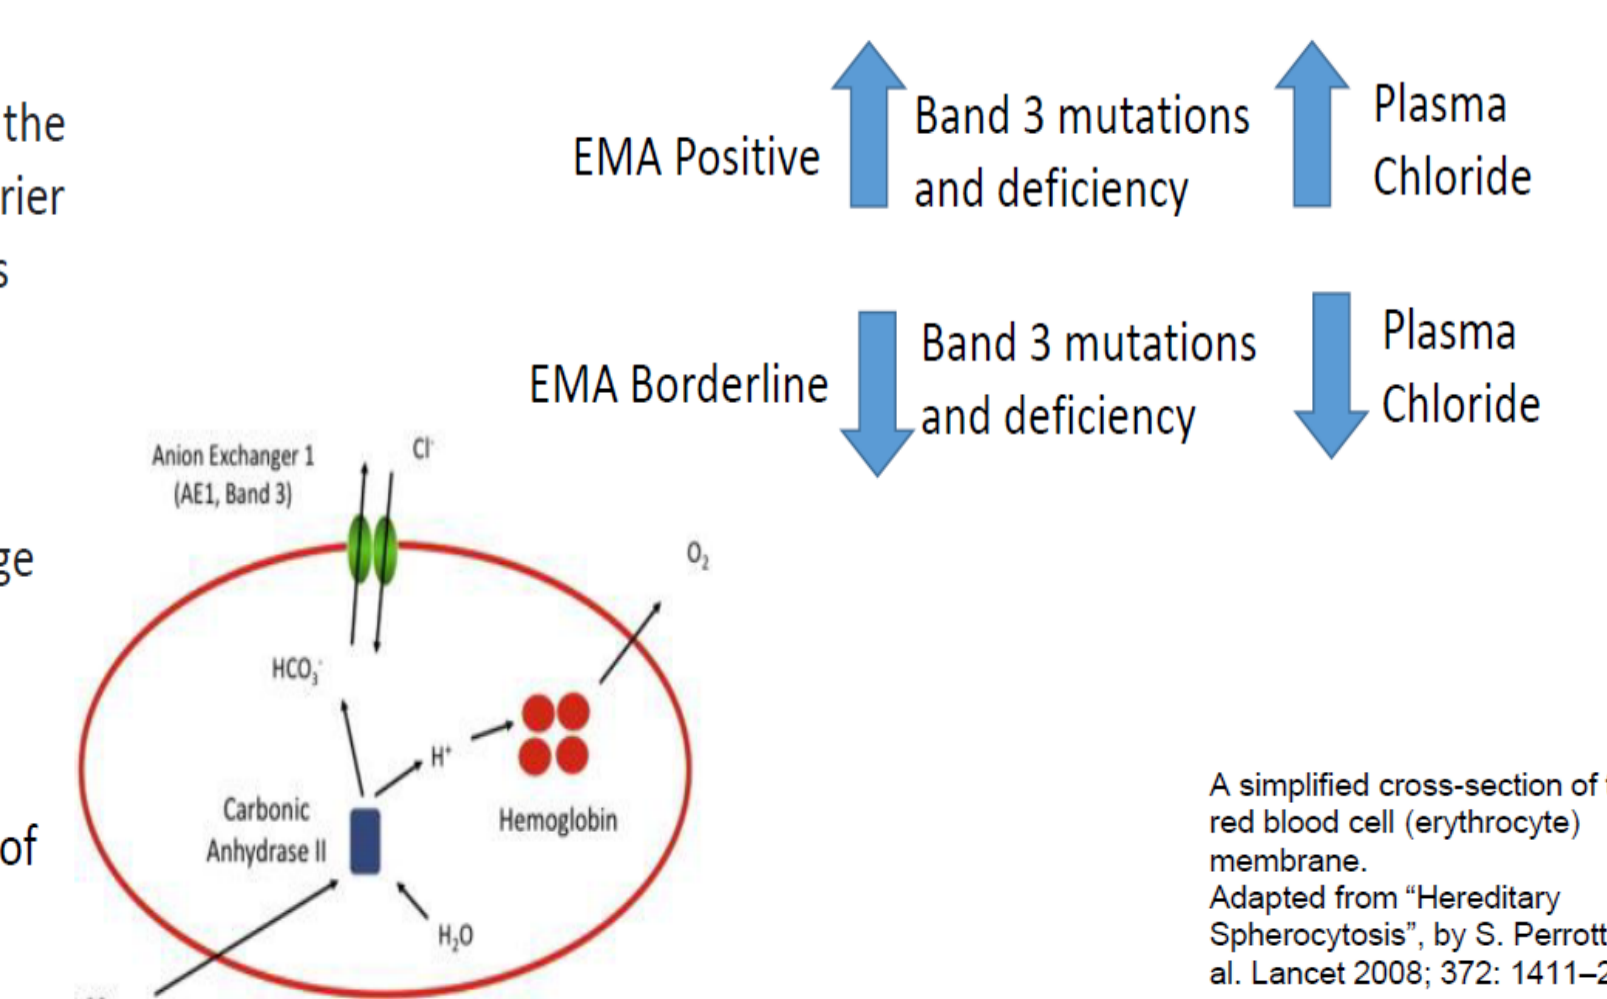 the
rrier
s
ge
of
EMA Positive
Band 3 mutations
and deficiency
Plasma
Chloride
EMA Borderline
Band 3 mutations
and deficiency
Plasma
Chloride
Anion Exchanger 1
(AE1, Band 3)
Cl⁻
O₂
HCO₃⁻
H⁺
Hemoglobin
Carbonic
Anhydrase II
H₂O
A simplified cross-section of
red blood cell (erythrocyte)
membrane.
Adapted from “Hereditary
Spherocytosis”, by S. Perrott
al. Lancet 2008; 372: 1411–2